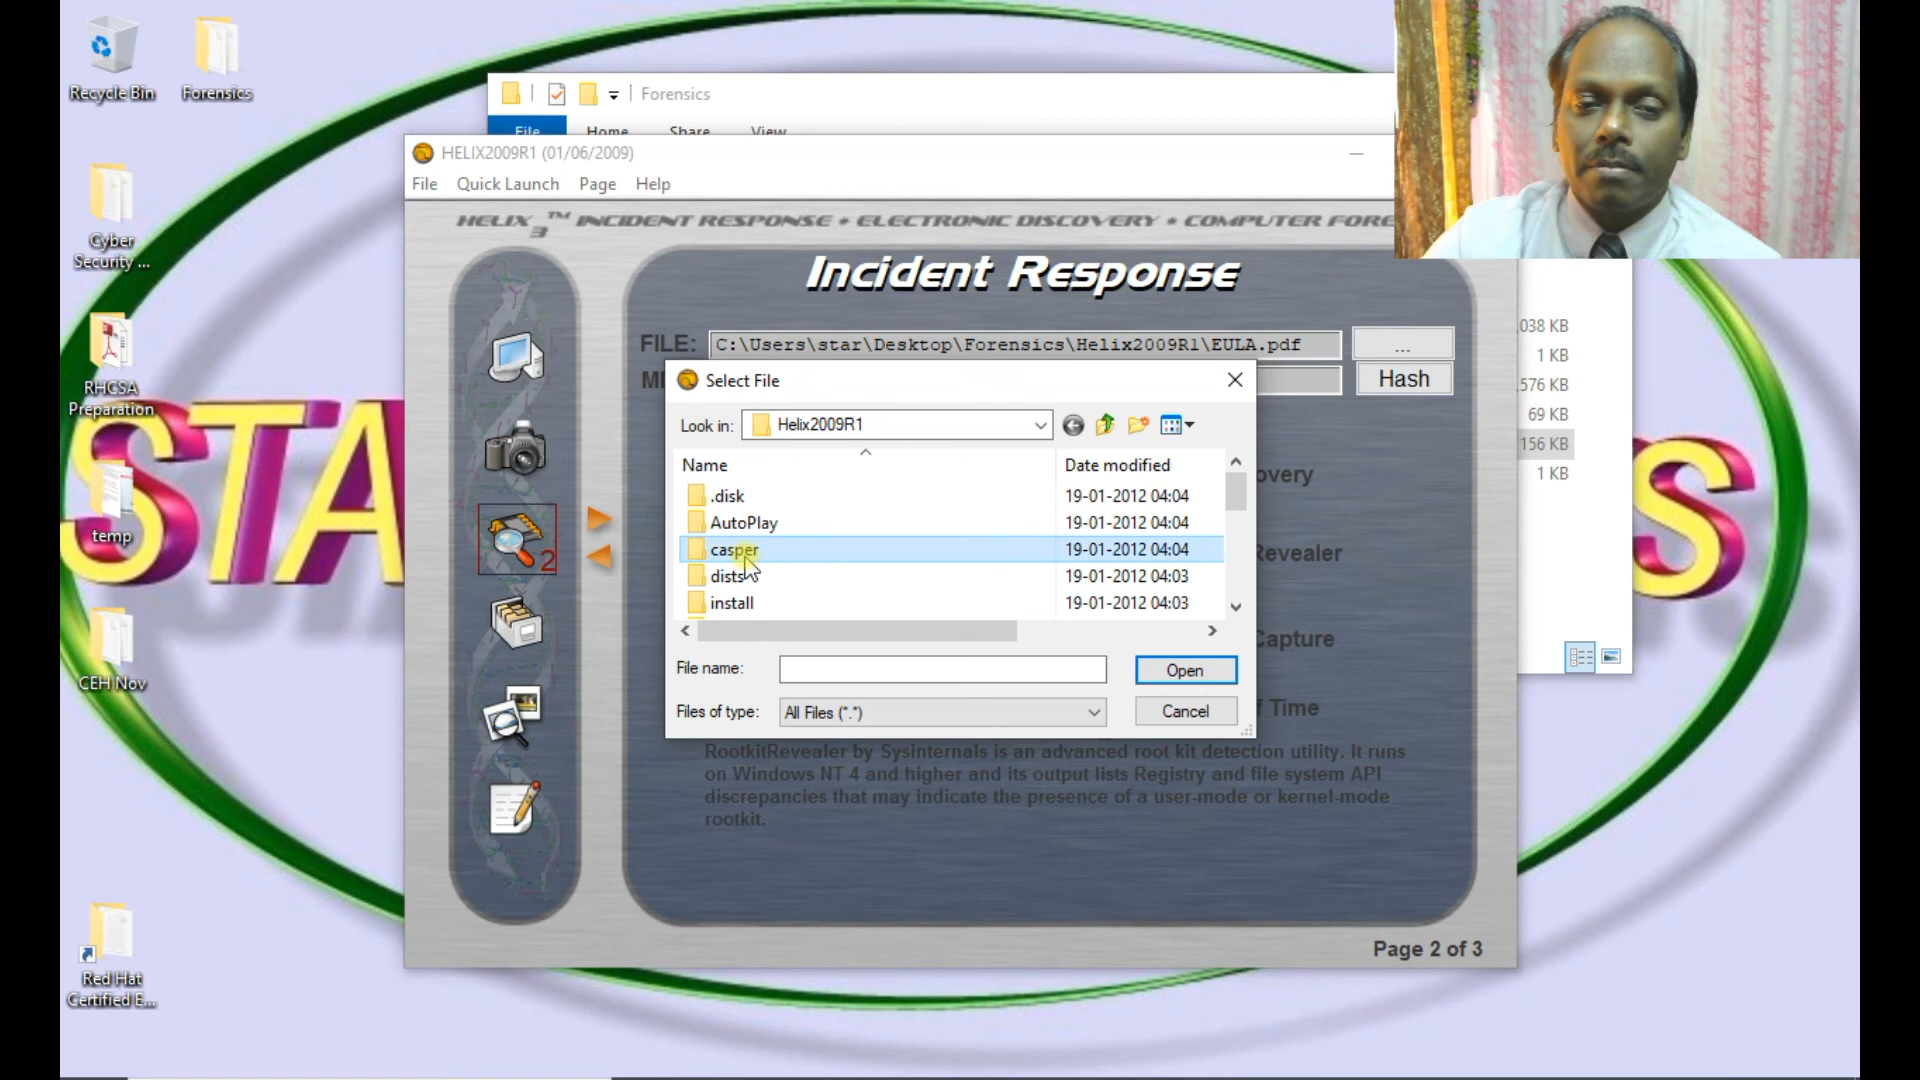 Recycle Bin
Forensics
Cyber
Security ...
RHCSA
Preparation
temp
CEH Nov
Red Hat
Certified E...
STA
S
Forensics
File
Home
Share
View
HELIX2009R1 (01/06/2009)
File
Quick Launch
Page
Help
HELIX3™ INCIDENT RESPONSE • ELECTRONIC DISCOVERY • COMPUTER FORE
Incident Response
FILE:
C:\Users\star\Desktop\Forensics\Helix2009R1\EULA.pdf
...
Hash
Select File
Look in:
Helix2009R1
Name
Date modified
.disk
19-01-2012 04:04
AutoPlay
19-01-2012 04:04
casper
19-01-2012 04:04
dists
19-01-2012 04:03
install
19-01-2012 04:03
File name:
Open
Files of type:
All Files (*.*)
Cancel
overy
Revealer
Capture
f Time
RootkitRevealer by Sysinternals is an advanced root kit detection utility. It runs
on Windows NT 4 and higher and its output lists Registry and file system API
discrepancies that may indicate the presence of a user-mode or kernel-mode
rootkit.
2
Page 2 of 3
038 KB
1 KB
576 KB
69 KB
156 KB
1 KB